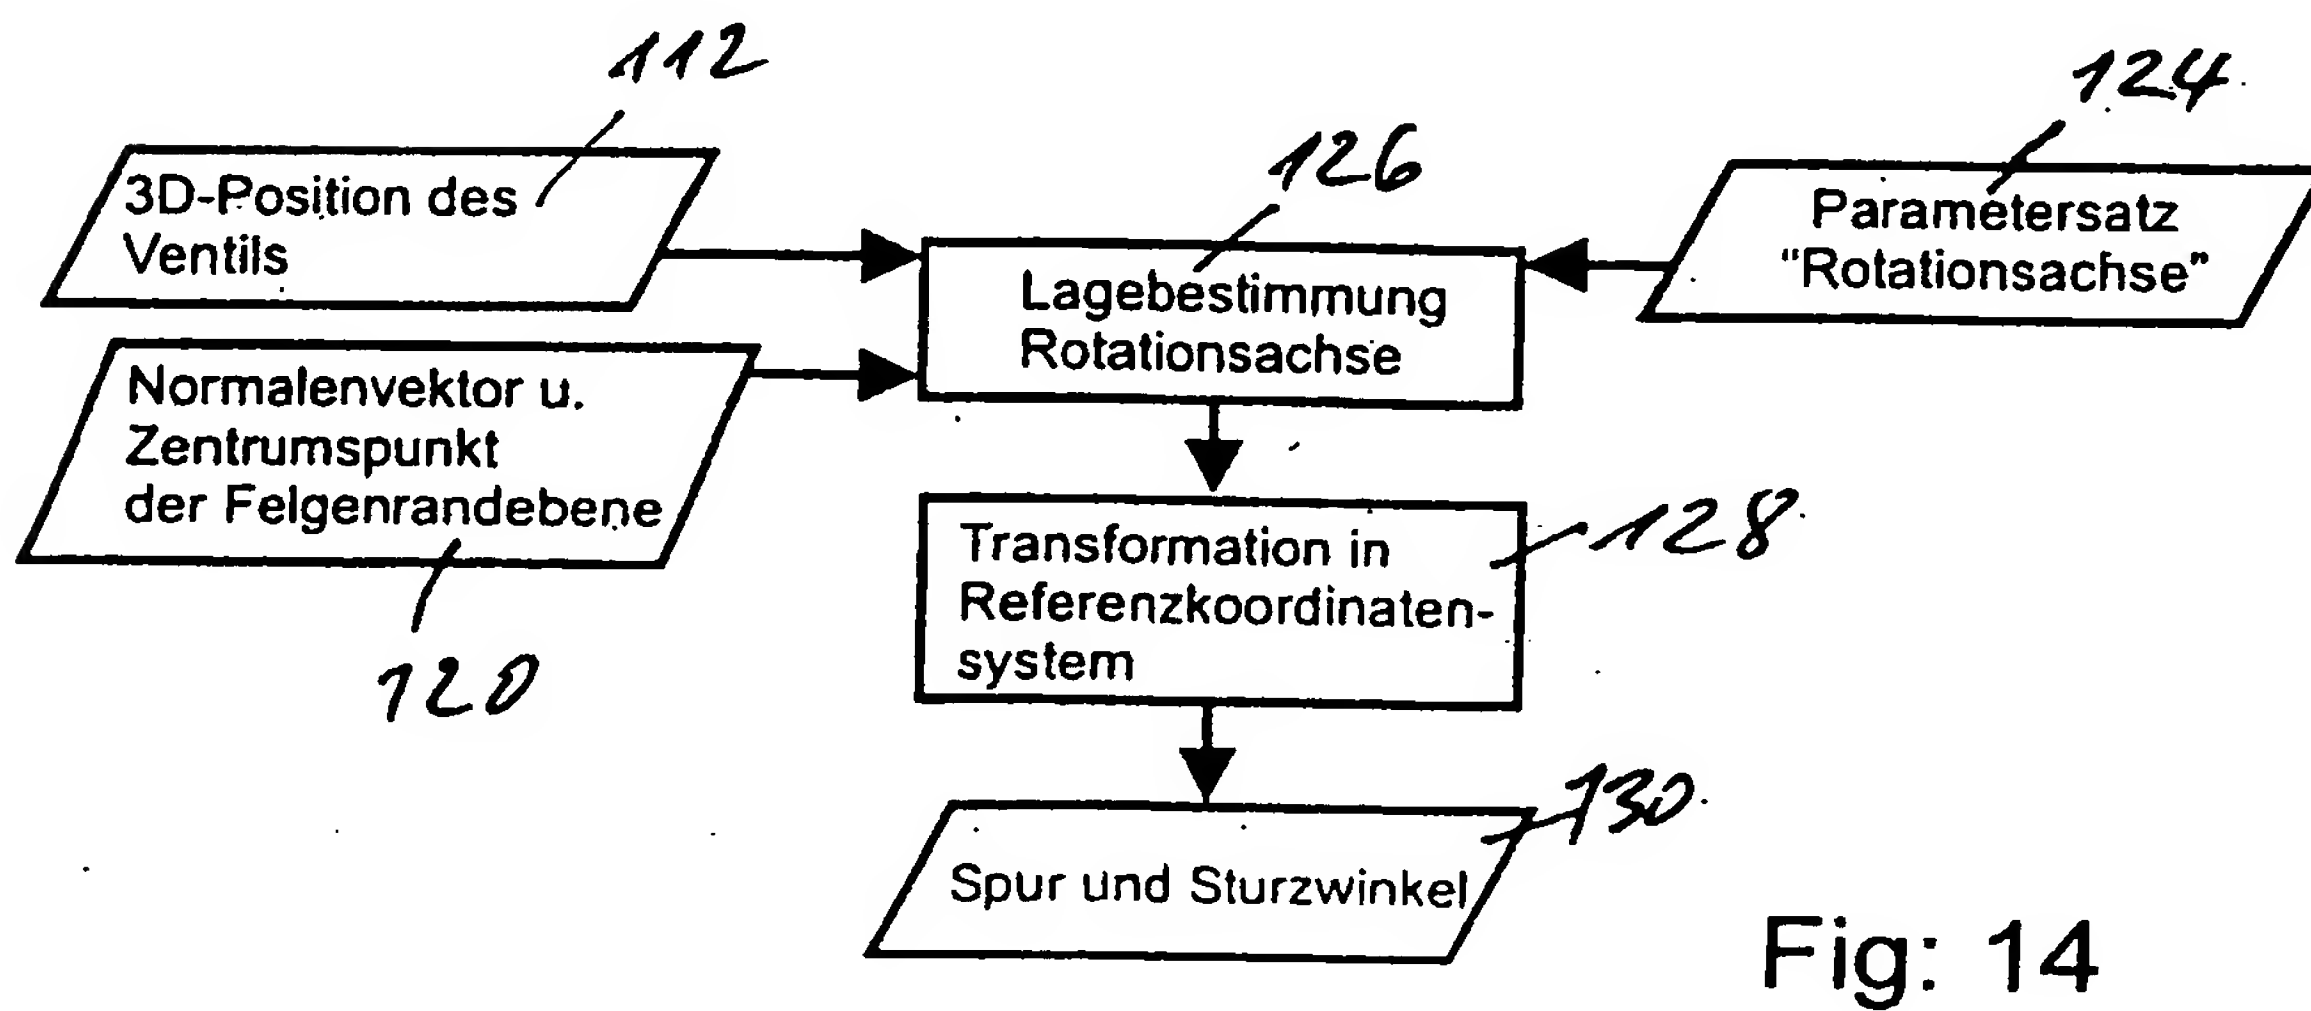 112
124
126
3D-Position des
Ventils
Parametersatz
"Rotationsachse"
Lagebestimmung
Rotationsachse
Normalenvektor u.
Zentrumspunkt
der Felgenrandebene
120
Transformation in
Referenzkoordinaten-
system
128
130
Spur und Sturzwinkel
Fig: 14